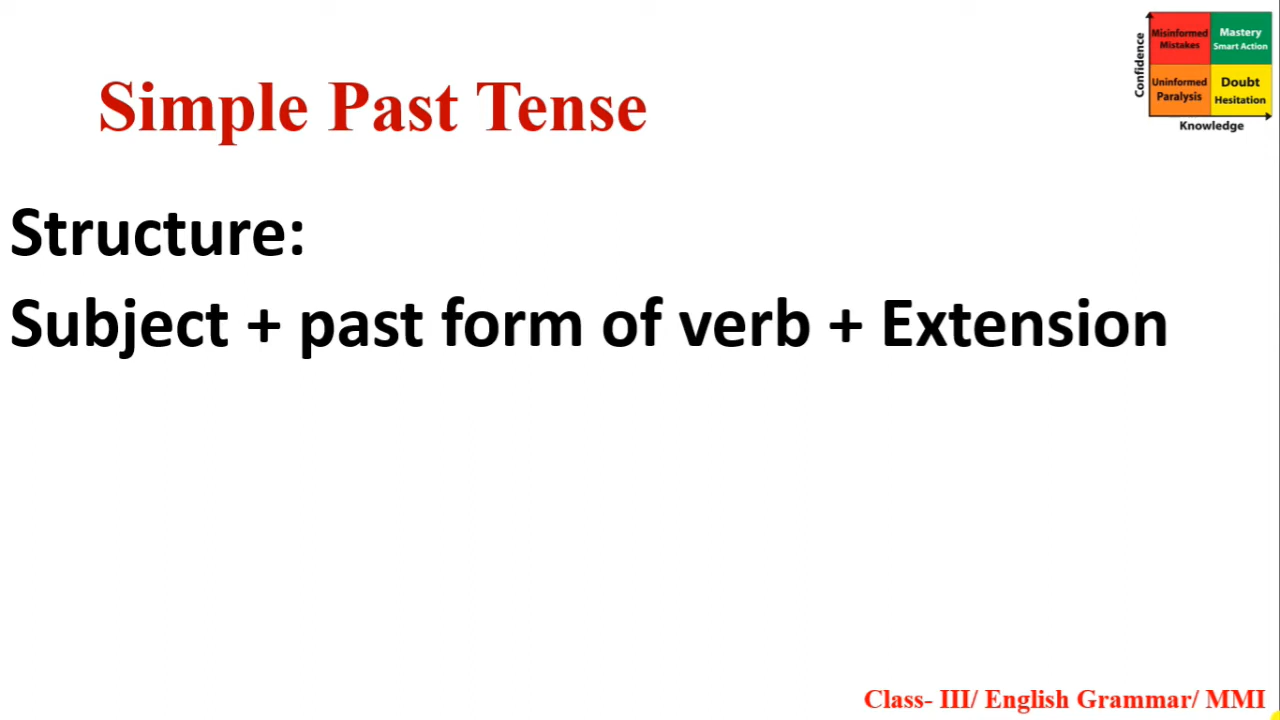 Simple Past Tense
Confidence
Misinformed
Mistakes
Mastery
Smart Action
Uninformed
Paralysis
Doubt
Hesitation
Knowledge
Structure:
Subject + past form of verb + Extension
Class- III/ English Grammar/ MMI